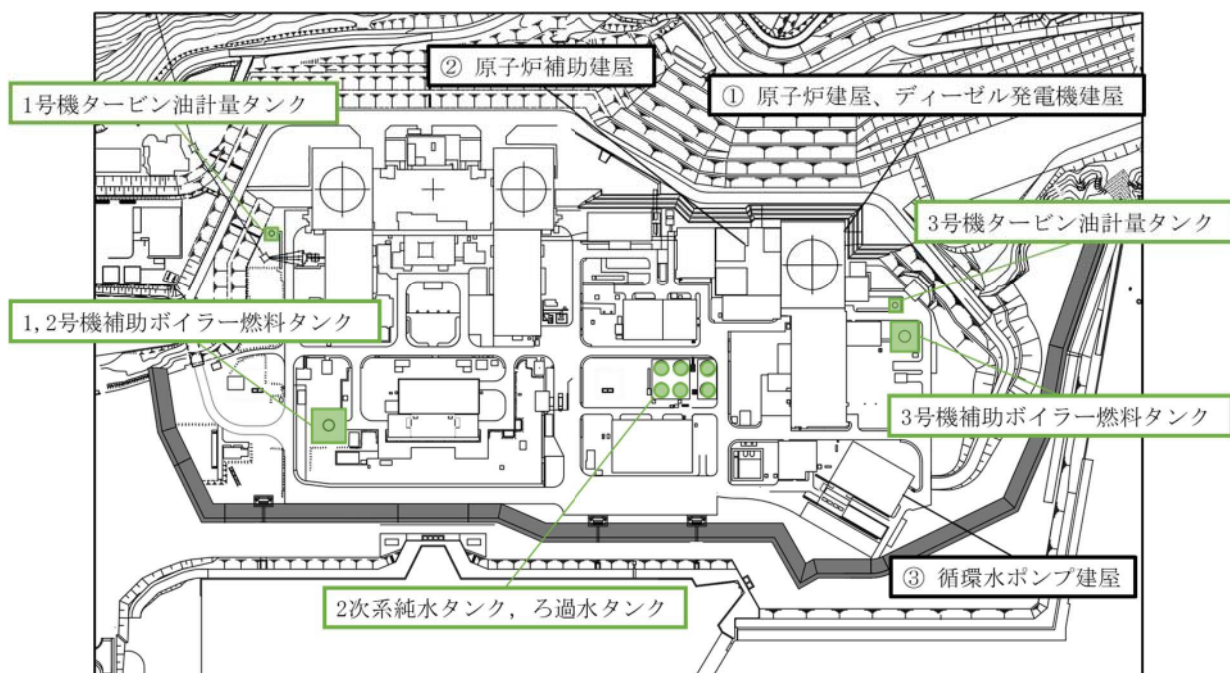 ② 原子炉補助建屋
1号機タービン油計量タンク
① 原子炉建屋、ディーゼル発電機建屋
3号機タービン油計量タンク
1,2号機補助ボイラー燃料タンク
3号機補助ボイラー燃料タンク
③ 循環水ポンプ建屋
2次系純水タンク，ろ過水タンク